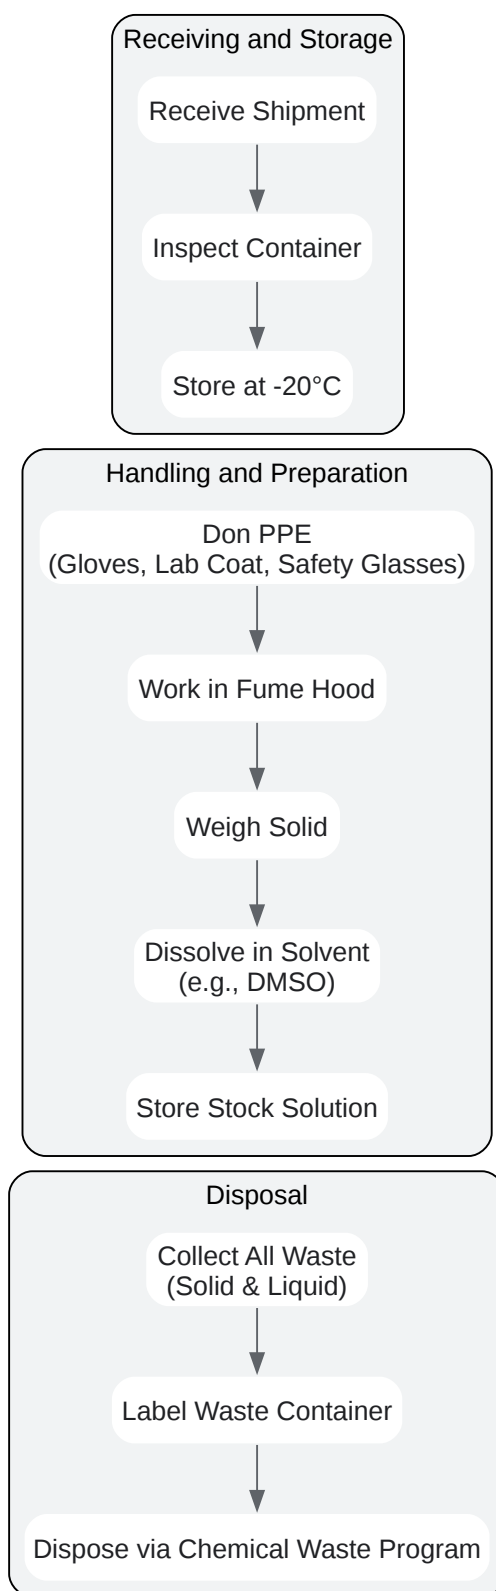 Receiving and Storage
Receive Shipment
Inspect Container
Store at -20°C
Handling and Preparation
Don PPE
(Gloves, Lab Coat, Safety Glasses)
Work in Fume Hood
Weigh Solid
Dissolve in Solvent
(e.g., DMSO)
Store Stock Solution
Disposal
Collect All Waste
(Solid & Liquid)
Label Waste Container
Dispose via Chemical Waste Program